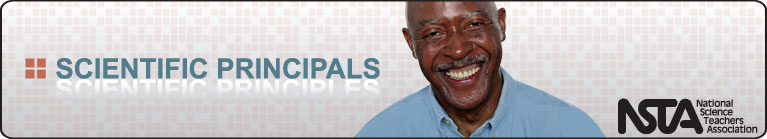 SCIENTIFIC PRINCIPALS
NSTA
National
Science
Teachers
Association